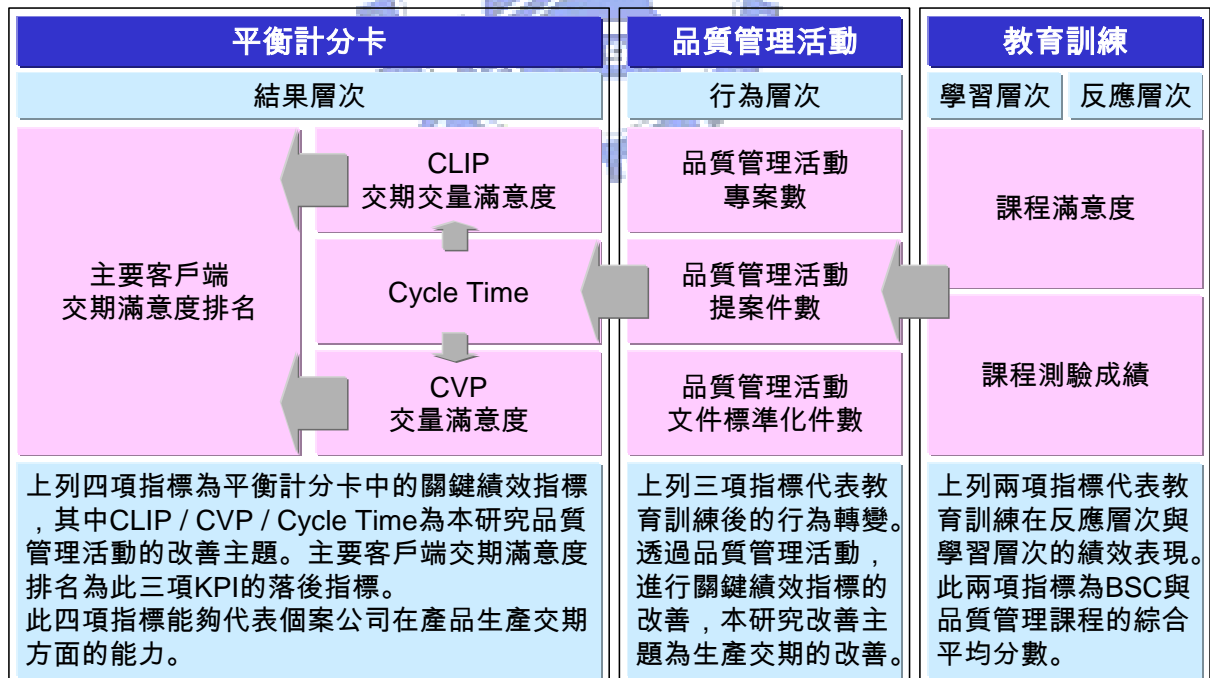 平衡計分卡
結果層次
主要客戶端
交期滿意度排名
CLIP
交期交量滿意度
Cycle Time
CVP
交量滿意度
上列四項指標為平衡計分卡中的關鍵績效指標
，其中CLIP / CVP / Cycle Time為本研究品質
管理活動的改善主題。主要客戶端交期滿意度
排名為此三項KPI的落後指標。
此四項指標能夠代表個案公司在產品生產交期
方面的能力。
品質管理活動
行為層次
品質管理活動
專案數
品質管理活動
提案件數
品質管理活動
文件標準化件數
上列三項指標代表教
育訓練後的行為轉變。
透過品質管理活動，
進行關鍵績效指標的
改善，本研究改善主
題為生產交期的改善。
教育訓練
學習層次
反應層次
課程滿意度
課程測驗成績
上列兩項指標代表教
育訓練在反應層次與
學習層次的績效表現。
此兩項指標為BSC與
品質管理課程的綜合
平均分數。